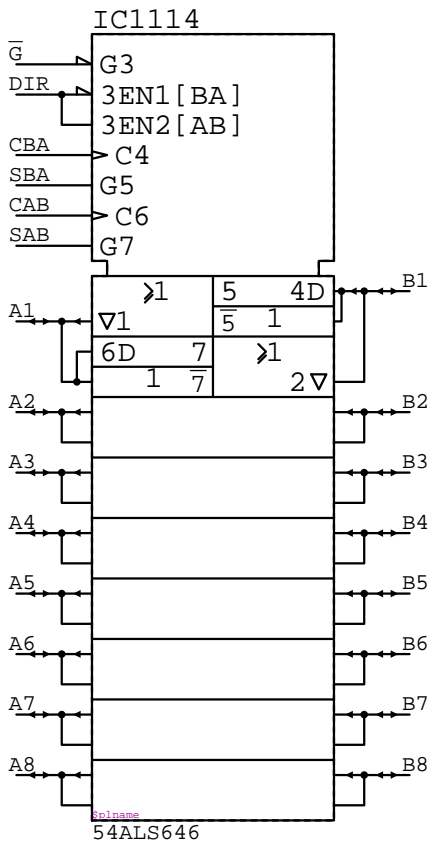 IC1114
G̅ G3
DIR 3EN1[BA]
3EN2[AB]
CBA C4
SBA G5
CAB C6
SAB G7
≥1 5 4D B1
A1 ▽1 5̅ 1
6D 7 ≥1
1 7̅ 2▽
A2 B2
A3 B3
A4 B4
A5 B5
A6 B6
A7 B7
A8 B8
$plname
54ALS646